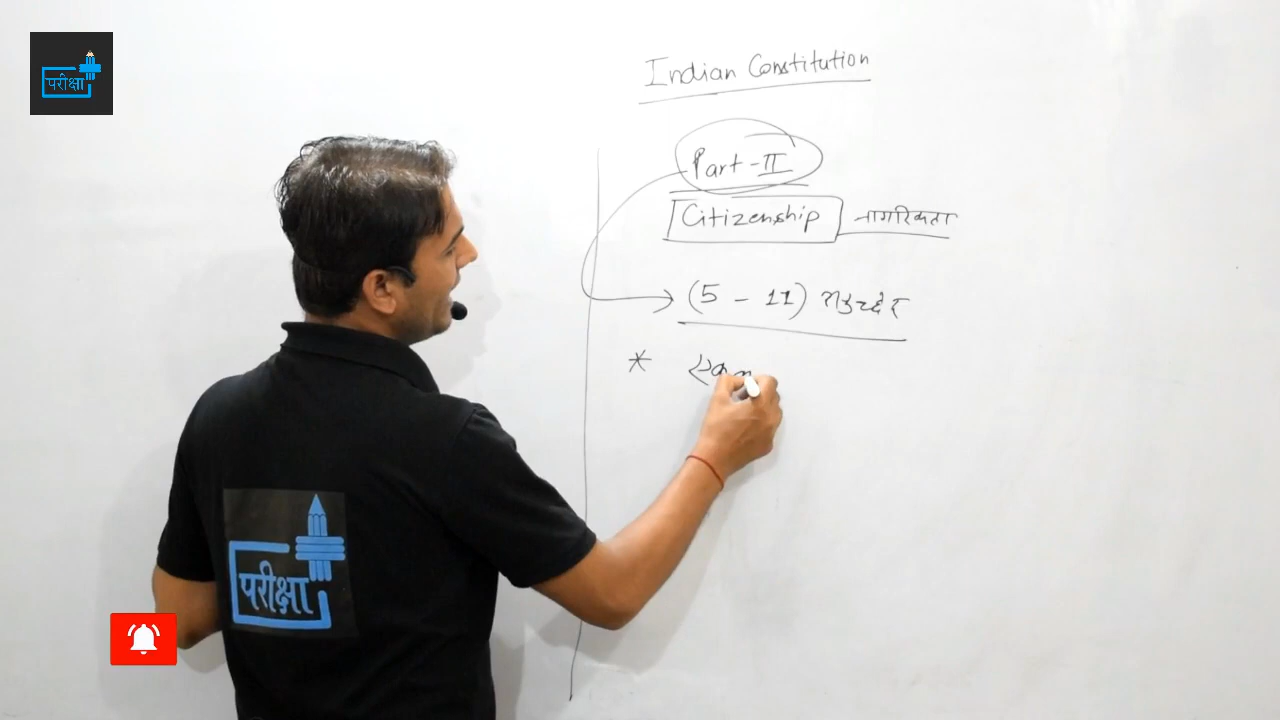 परीक्षा
Indian Constitution
Part-II
Citizenship नागरिकता
(5 - 11) अनुच्छेद
*
परीक्षा